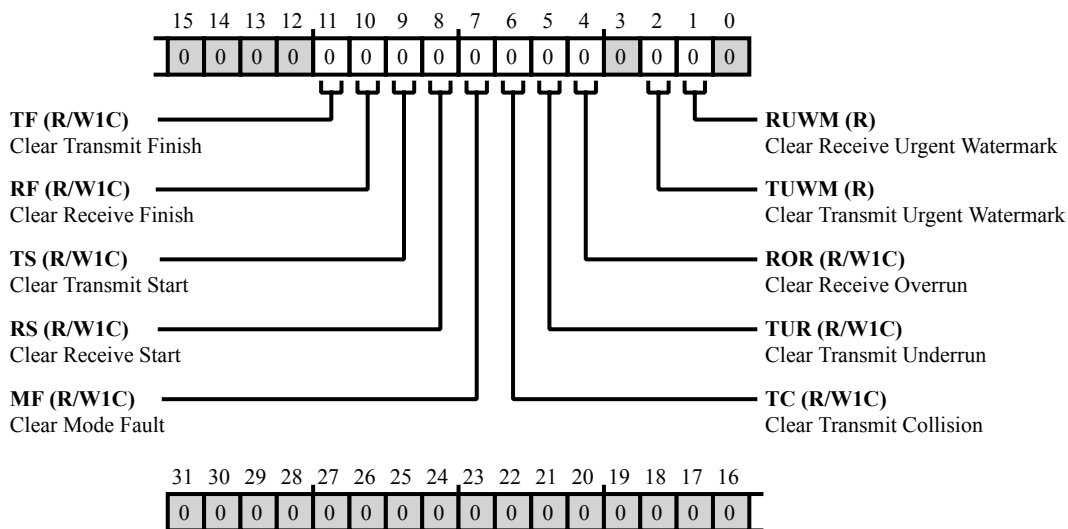 15 14 13 12 11 10 9 8 7 6 5 4 3 2 1 0
0 0 0 0 0 0 0 0 0 0 0 0 0 0 0 0
TF (R/W1C)
Clear Transmit Finish
RF (R/W1C)
Clear Receive Finish
TS (R/W1C)
Clear Transmit Start
RS (R/W1C)
Clear Receive Start
MF (R/W1C)
Clear Mode Fault
RUWM (R)
Clear Receive Urgent Watermark
TUWM (R)
Clear Transmit Urgent Watermark
ROR (R/W1C)
Clear Receive Overrun
TUR (R/W1C)
Clear Transmit Underrun
TC (R/W1C)
Clear Transmit Collision
31 30 29 28 27 26 25 24 23 22 21 20 19 18 17 16
0 0 0 0 0 0 0 0 0 0 0 0 0 0 0 0